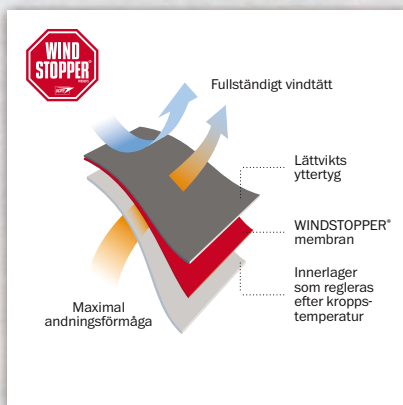 WIND
STOPPER®
Fullständigt vindtätt
Lättvikts
yttertyg
WINDSTOPPER®
membran
Innerlager
som regleras
efter kropps-
temperatur
Maximal
andningsförmåga